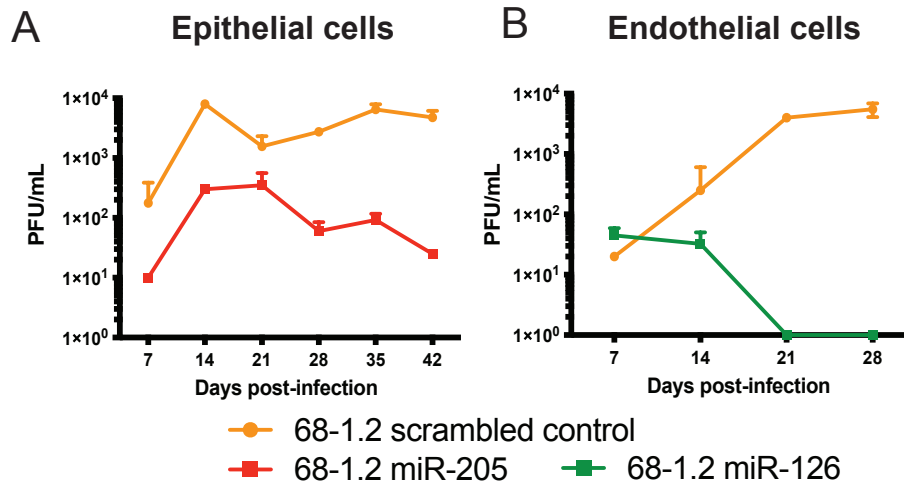 A Epithelial cells
PFU/mL
1×10⁴
1×10³
1×10²
1×10¹
1×10⁰
7 14 21 28 35 42
Days post-infection
B Endothelial cells
PFU/mL
1×10⁴
1×10³
1×10²
1×10¹
1×10⁰
7 14 21 28
Days post-infection
68-1.2 scrambled control
68-1.2 miR-205 68-1.2 miR-126